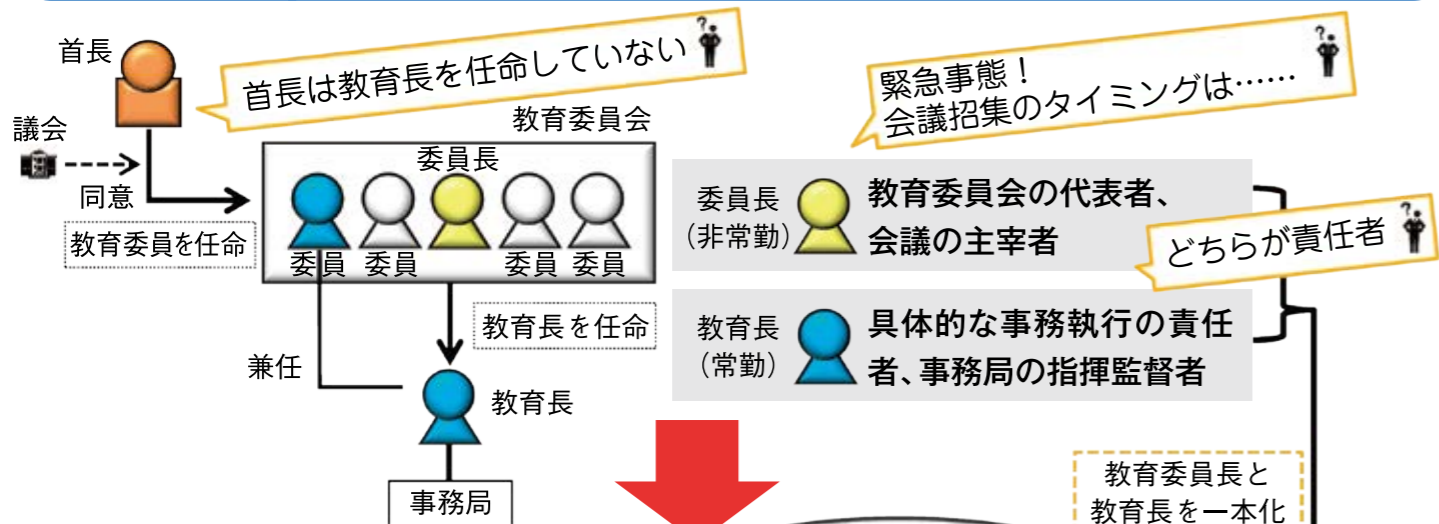 首長
首長は教育長を任命していない
?
議会
同意
教育委員を任命
教育委員会
委員長
委員
委員
委員
委員
教育長を任命
兼任
教育長
事務局
緊急事態！
会議招集のタイミングは……
?
委員長
（非常勤）
教育委員会の代表者、
会議の主宰者
どちらが責任者
?
教育長
（常勤）
具体的な事務執行の責任
者、事務局の指揮監督者
教育委員長と
教育長を一本化